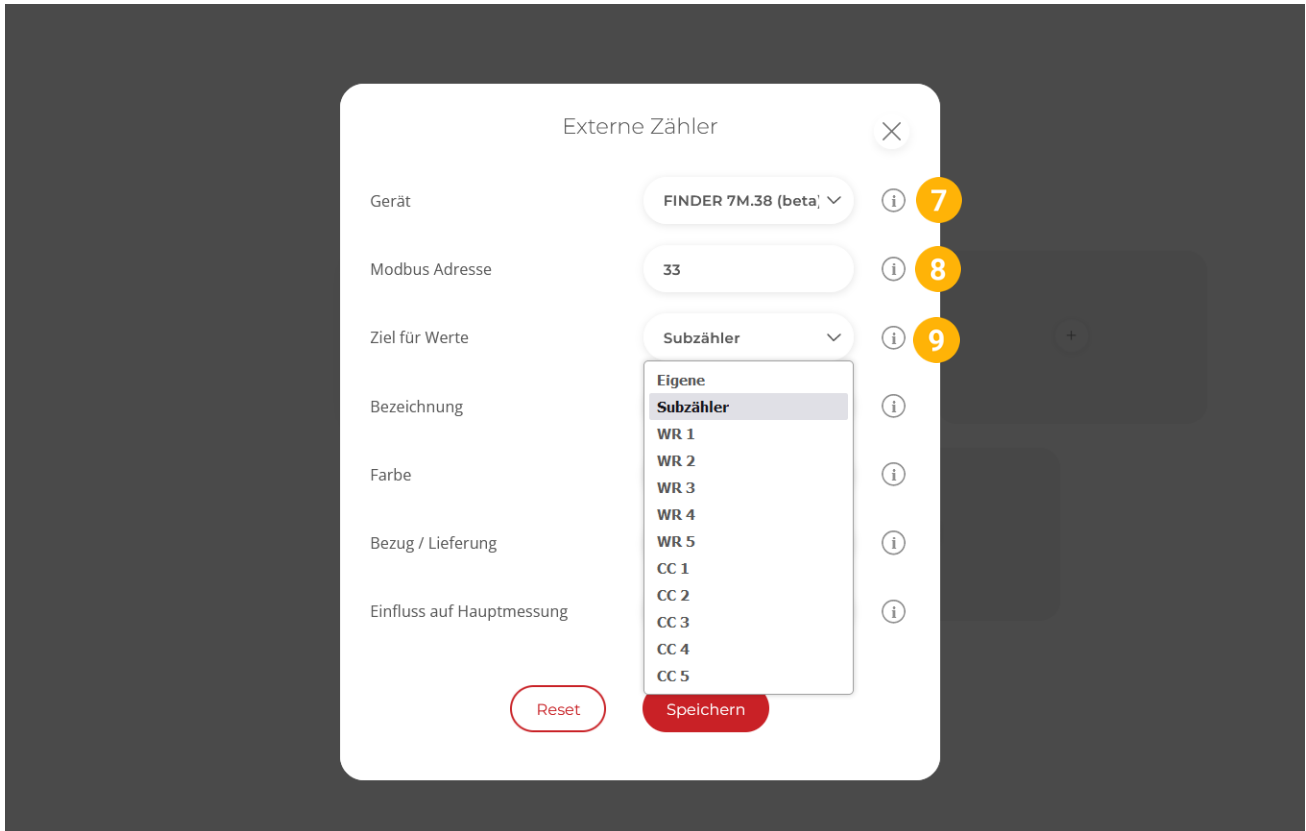 Externe Zähler
Gerät FINDER 7M.38 (beta) 7
Modbus Adresse 33 8
Ziel für Werte Subzähler 9
Eigene
Bezeichnung Subzähler
WR 1
WR 2
Farbe
WR 3
WR 4
Bezug / Lieferung WR 5
CC 1
CC 2
Einfluss auf Hauptmessung
CC 3
CC 4
CC 5
Reset Speichern